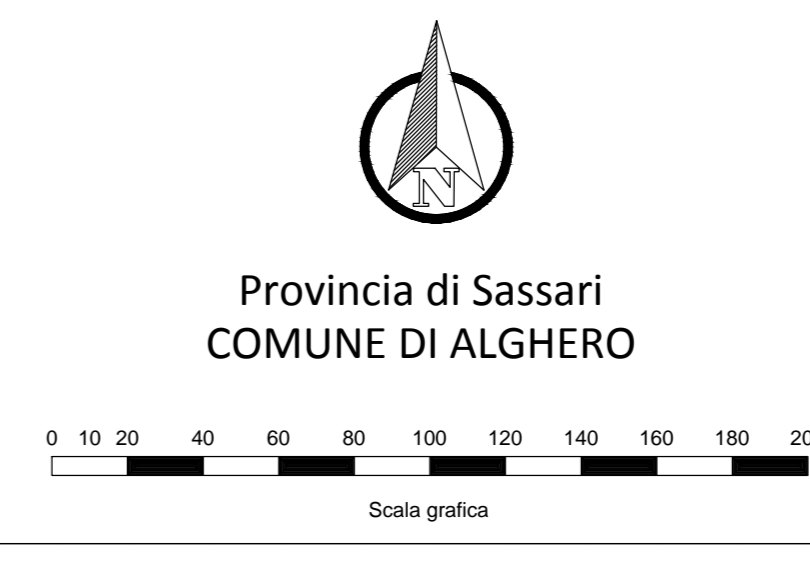 N
Provincia di Sassari
COMUNE DI ALGHERO
0 10 20 40 60 80 100 120 140 160 180 20
Scala grafica